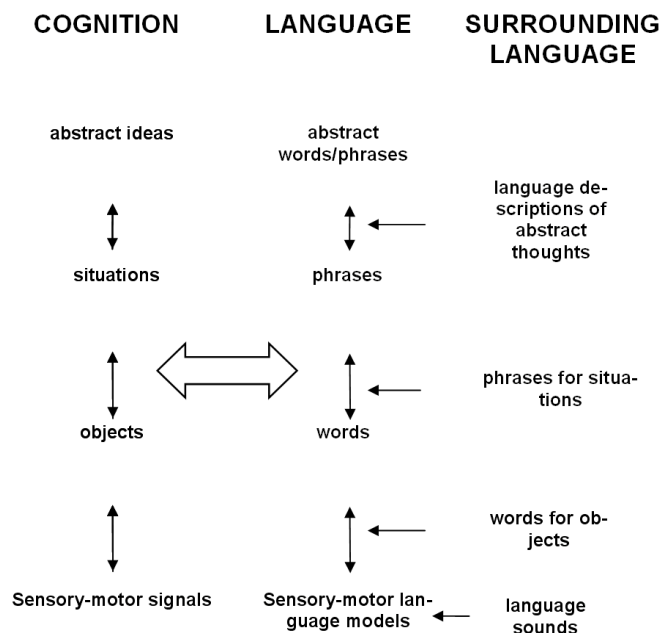 COGNITION
LANGUAGE
SURROUNDING
LANGUAGE
abstract ideas
abstract
words/phrases
language de-
scriptions of
abstract
thoughts
situations
phrases
phrases for situa-
tions
objects
words
words for ob-
jects
Sensory-motor signals
Sensory-motor lan-
guage models
language
sounds